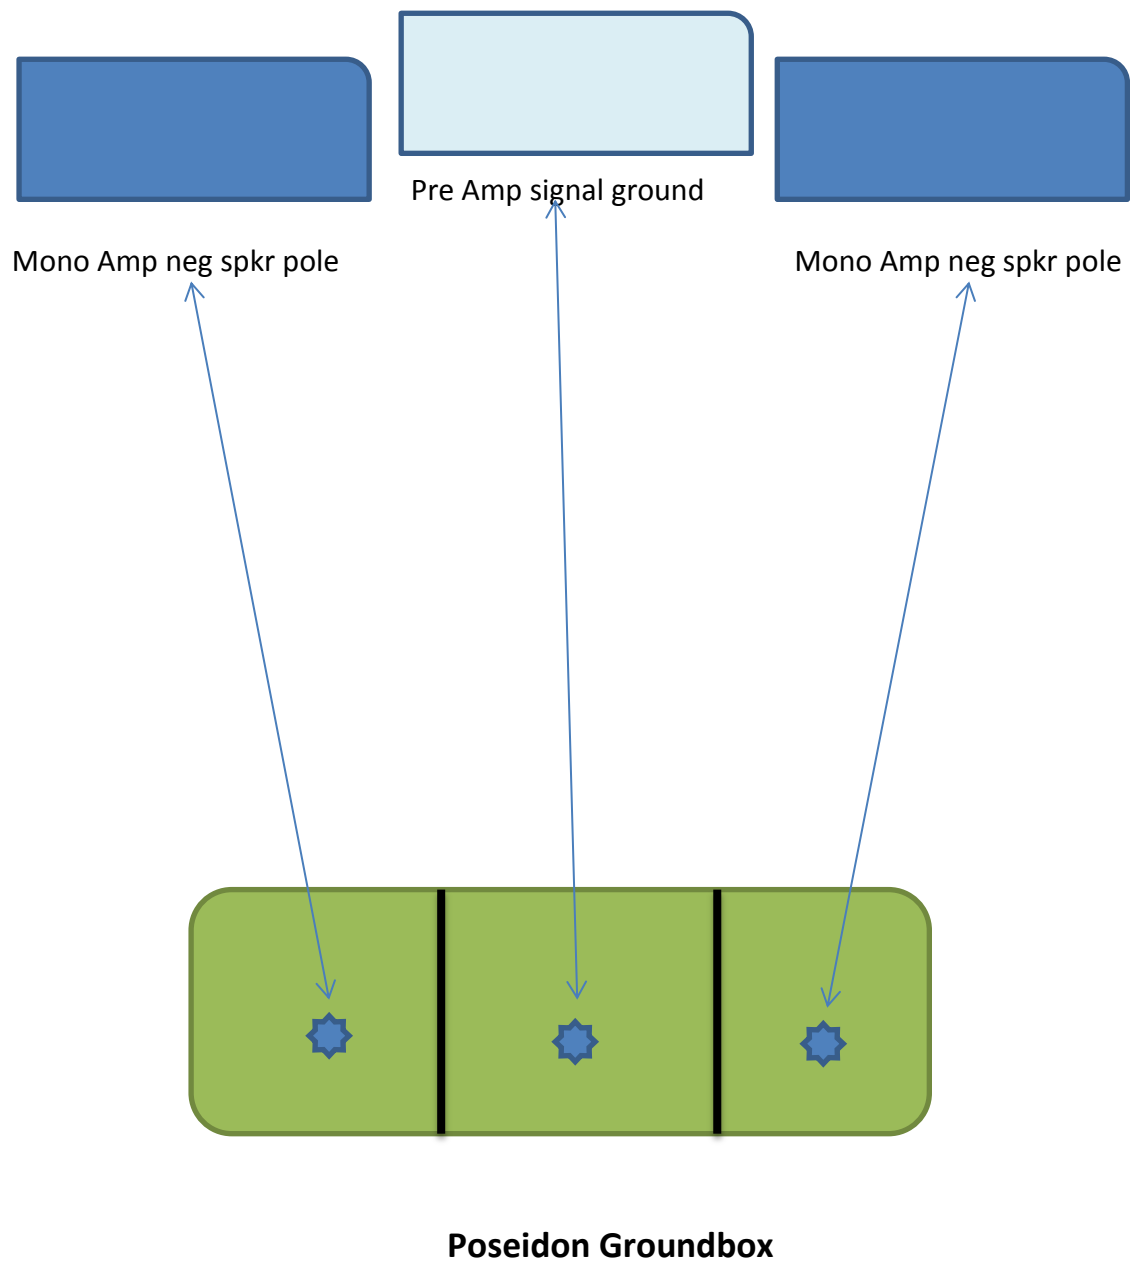 Pre Amp signal ground
Mono Amp neg spkr pole
Mono Amp neg spkr pole
Poseidon Groundbox